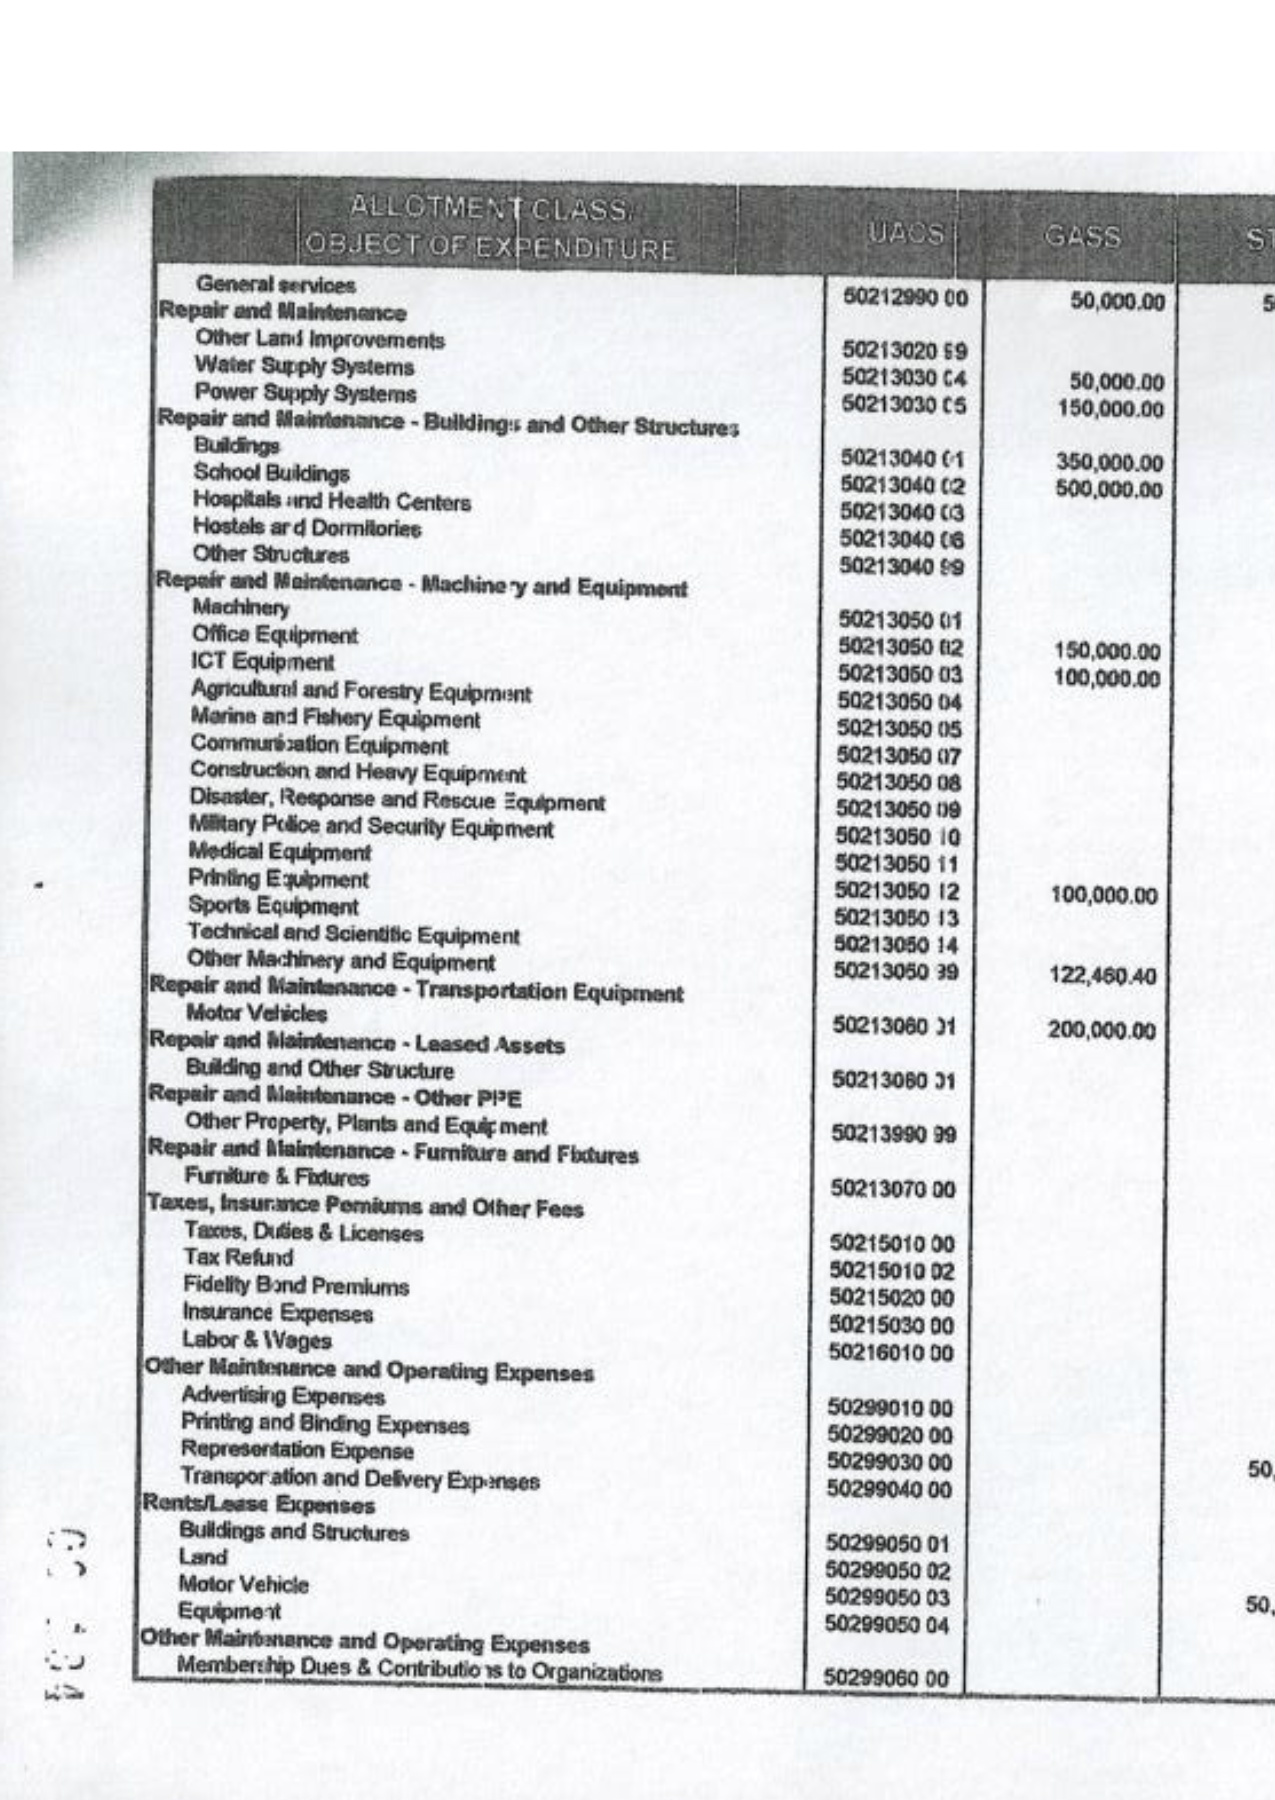 ALLOTMENT CLASS/
OBJECT OF EXPENDITURE UACS GASS ST
General services 50212990 00 50,000.00 5
Repair and Maintenance
Other Land Improvements 50213020 99
Water Supply Systems 50213030 04 50,000.00
Power Supply Systems 50213030 05 150,000.00
Repair and Maintenance - Buildings and Other Structures
Buildings 50213040 01 350,000.00
School Buildings 50213040 02 500,000.00
Hospitals and Health Centers 50213040 03
Hostels and Dormitories 50213040 06
Other Structures 50213040 99
Repair and Maintenance - Machinery and Equipment
Machinery 50213050 01
Office Equipment 50213050 02 150,000.00
ICT Equipment 50213050 03 100,000.00
Agricultural and Forestry Equipment 50213050 04
Marine and Fishery Equipment 50213050 05
Communication Equipment 50213050 07
Construction and Heavy Equipment 50213050 08
Disaster, Response and Rescue Equipment 50213050 09
Military Police and Security Equipment 50213050 10
Medical Equipment 50213050 11
Printing Equipment 50213050 12 100,000.00
Sports Equipment 50213050 13
Technical and Scientific Equipment 50213050 14
Other Machinery and Equipment 50213050 99 122,460.40
Repair and Maintenance - Transportation Equipment
Motor Vehicles 50213060 01 200,000.00
Repair and Maintenance - Leased Assets
Building and Other Structure 50213060 01
Repair and Maintenance - Other PPE
Other Property, Plants and Equipment 50213990 99
Repair and Maintenance - Furniture and Fixtures
Furniture & Fixtures 50213070 00
Taxes, Insurance Pemiums and Other Fees
Taxes, Duties & Licenses 50215010 00
Tax Refund 50215010 02
Fidelity Bond Premiums 50215020 00
Insurance Expenses 50215030 00
Labor & Wages 50216010 00
Other Maintenance and Operating Expenses
Advertising Expenses 50299010 00
Printing and Binding Expenses 50299020 00
Representation Expense 50299030 00 50,
Transportation and Delivery Expenses 50299040 00
Rents/Lease Expenses
Buildings and Structures 50299050 01
Land 50299050 02
Motor Vehicle 50299050 03 50,
Equipment 50299050 04
Other Maintenance and Operating Expenses
Membership Dues & Contributions to Organizations 50299060 00